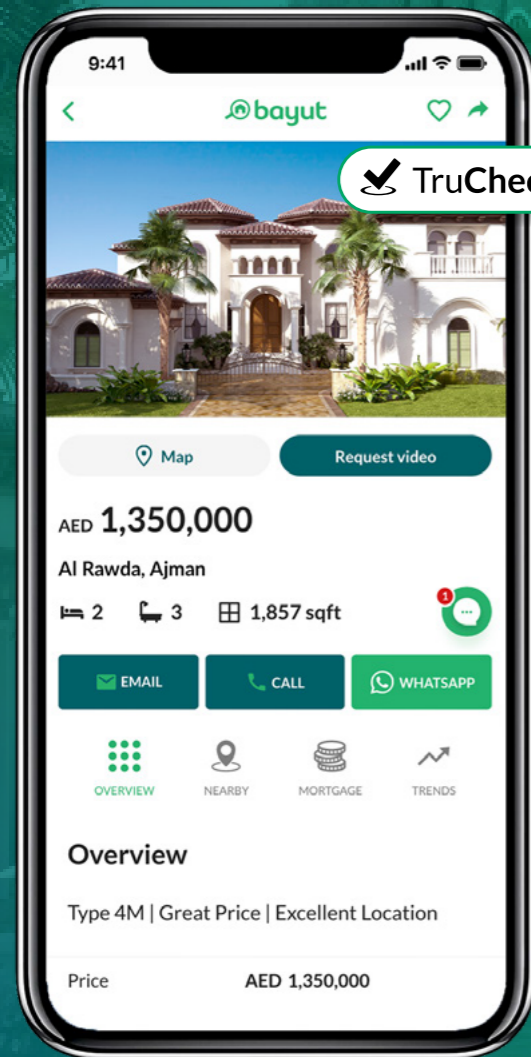 9:41
bayut
TruChe
Map
Request video
AED 1,350,000
Al Rawda, Ajman
2 3 1,857 sqft
1
EMAIL CALL WHATSAPP
OVERVIEW NEARBY MORTGAGE TRENDS
Overview
Type 4M | Great Price | Excellent Location
Price AED 1,350,000